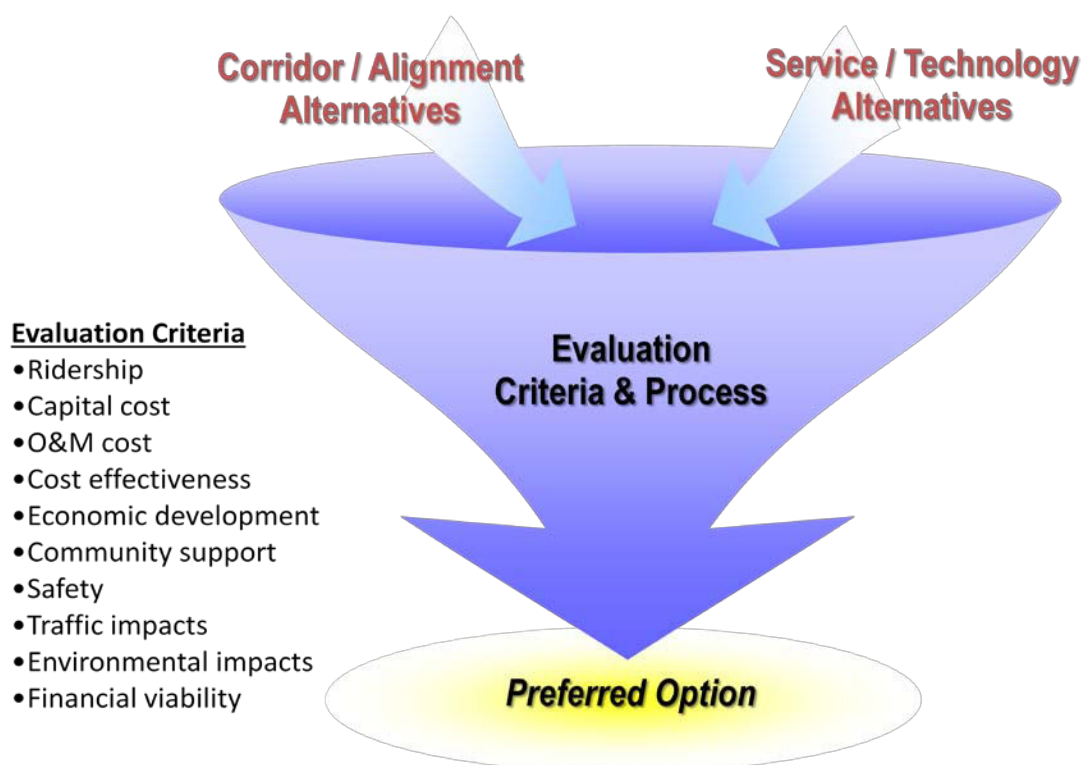 Corridor / Alignment
Alternatives
Service / Technology
Alternatives
Evaluation
Criteria & Process
Evaluation Criteria
•Ridership
•Capital cost
•O&M cost
•Cost effectiveness
•Economic development
•Community support
•Safety
•Traffic impacts
•Environmental impacts
•Financial viability
Preferred Option